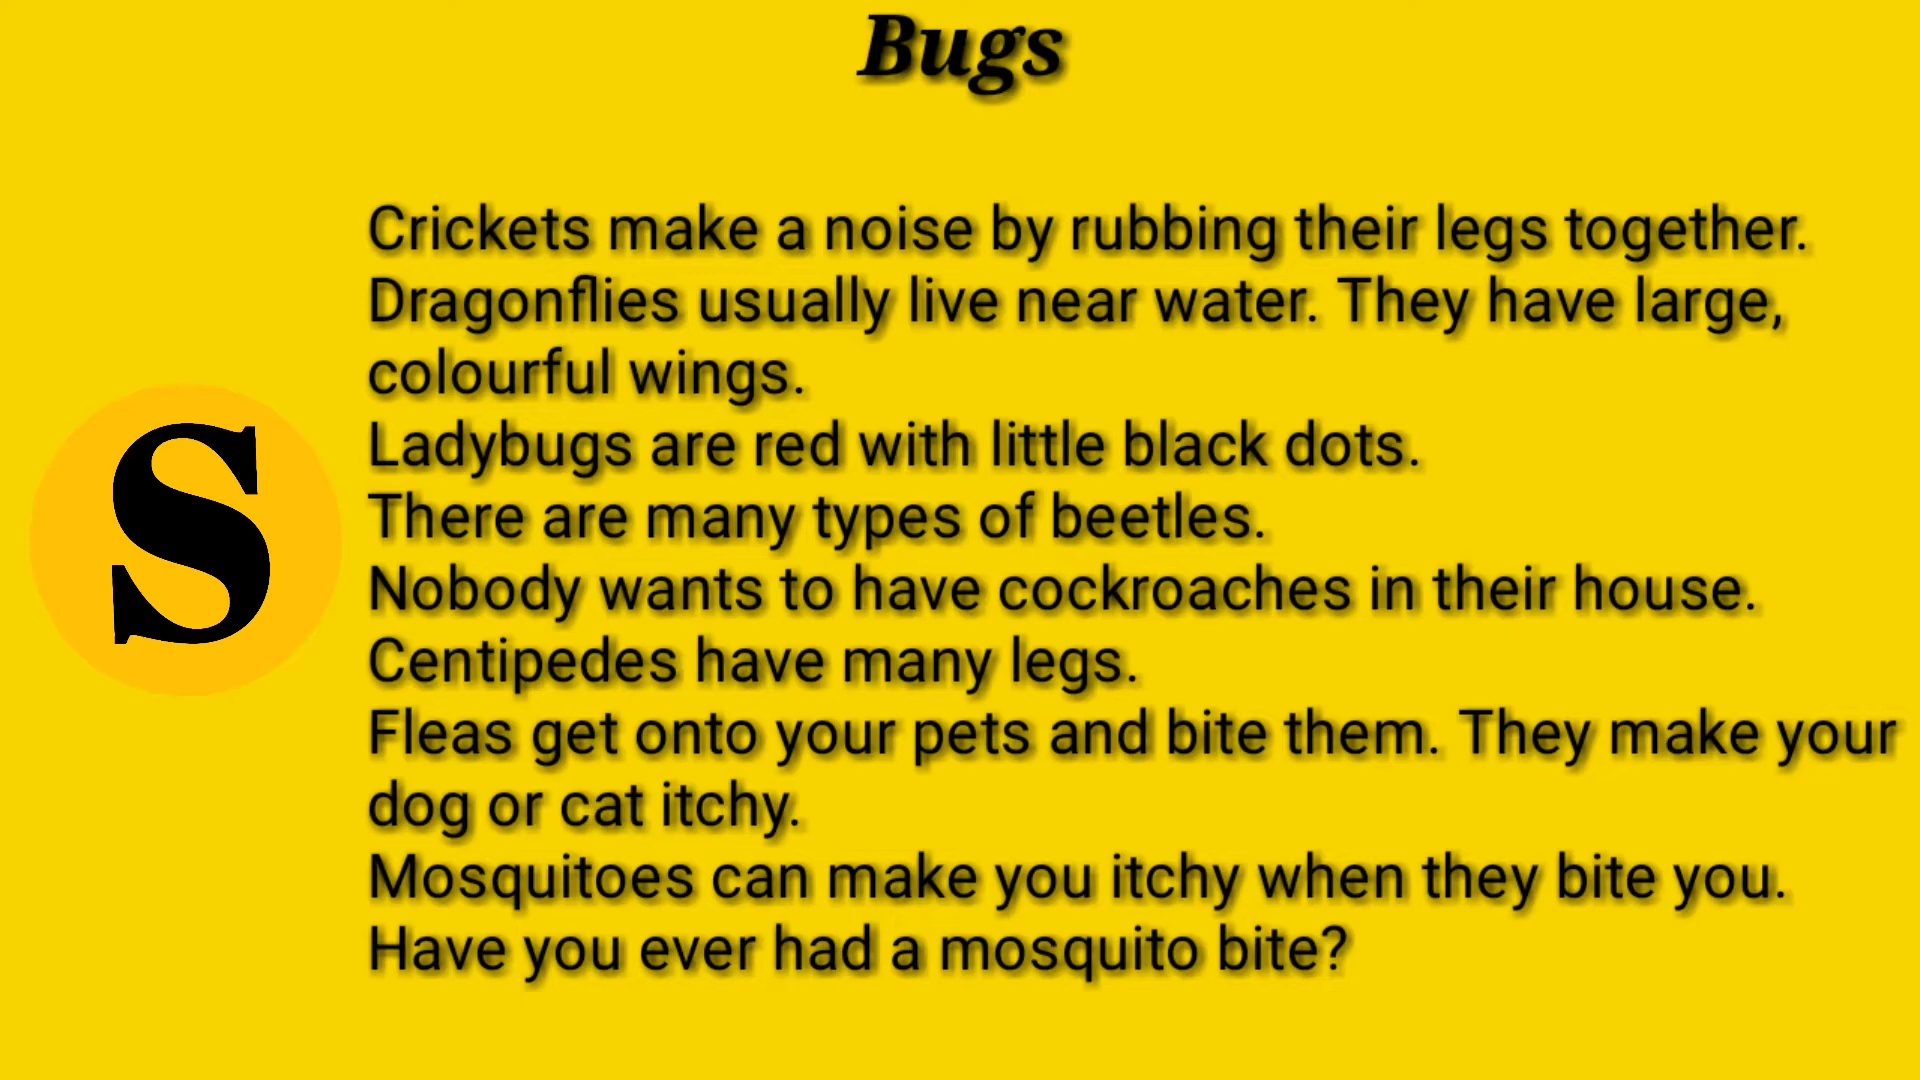 Bugs
S
Crickets make a noise by rubbing their legs together.
Dragonflies usually live near water. They have large,
colourful wings.
Ladybugs are red with little black dots.
There are many types of beetles.
Nobody wants to have cockroaches in their house.
Centipedes have many legs.
Fleas get onto your pets and bite them. They make your
dog or cat itchy.
Mosquitoes can make you itchy when they bite you.
Have you ever had a mosquito bite?